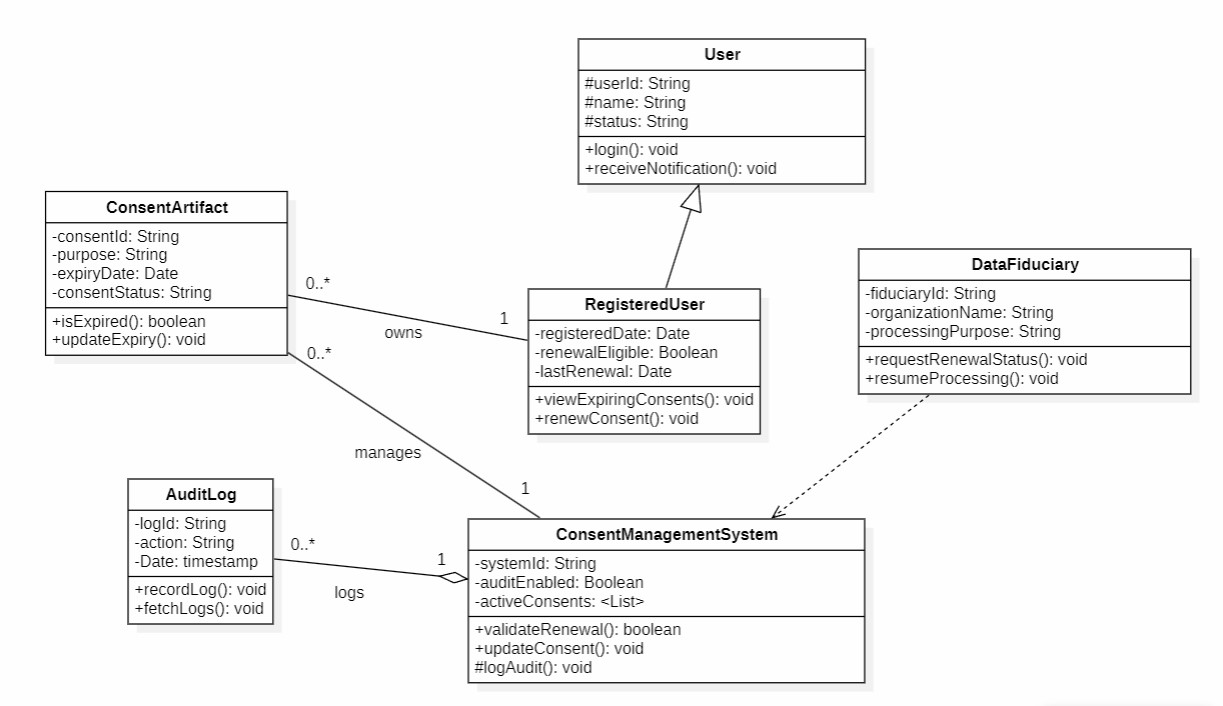 User
#userId: String
#name: String
#status: String
+login(): void
+receiveNotification(): void
ConsentArtifact
-consentId: String
-purpose: String
-expiryDate: Date
-consentStatus: String
+isExpired(): boolean
+updateExpiry(): void
0..*
owns
1
RegisteredUser
-registeredDate: Date
-renewalEligible: Boolean
-lastRenewal: Date
+viewExpiringConsents(): void
+renewConsent(): void
DataFiduciary
-fiduciaryId: String
-organizationName: String
-processingPurpose: String
+requestRenewalStatus(): void
+resumeProcessing(): void
0..*
manages
1
AuditLog
-logId: String
-action: String
-Date: timestamp
+recordLog(): void
+fetchLogs(): void
0..*
logs
1
ConsentManagementSystem
-systemId: String
-auditEnabled: Boolean
-activeConsents: <List>
+validateRenewal(): boolean
+updateConsent(): void
#logAudit(): void